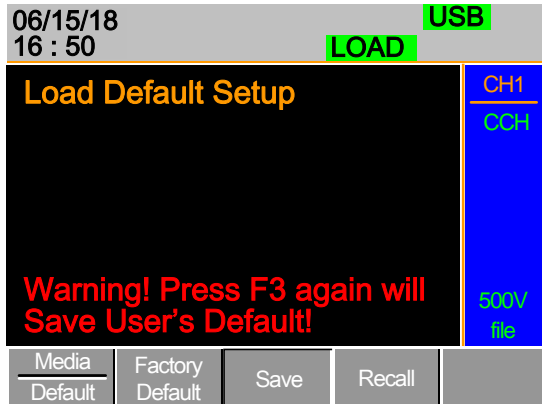 06/15/18
USB
16 : 50
LOAD
Load Default Setup
CH1
CCH
Warning! Press F3 again will
Save User's Default!
500V
file
Media
Default
Factory
Default
Save
Recall